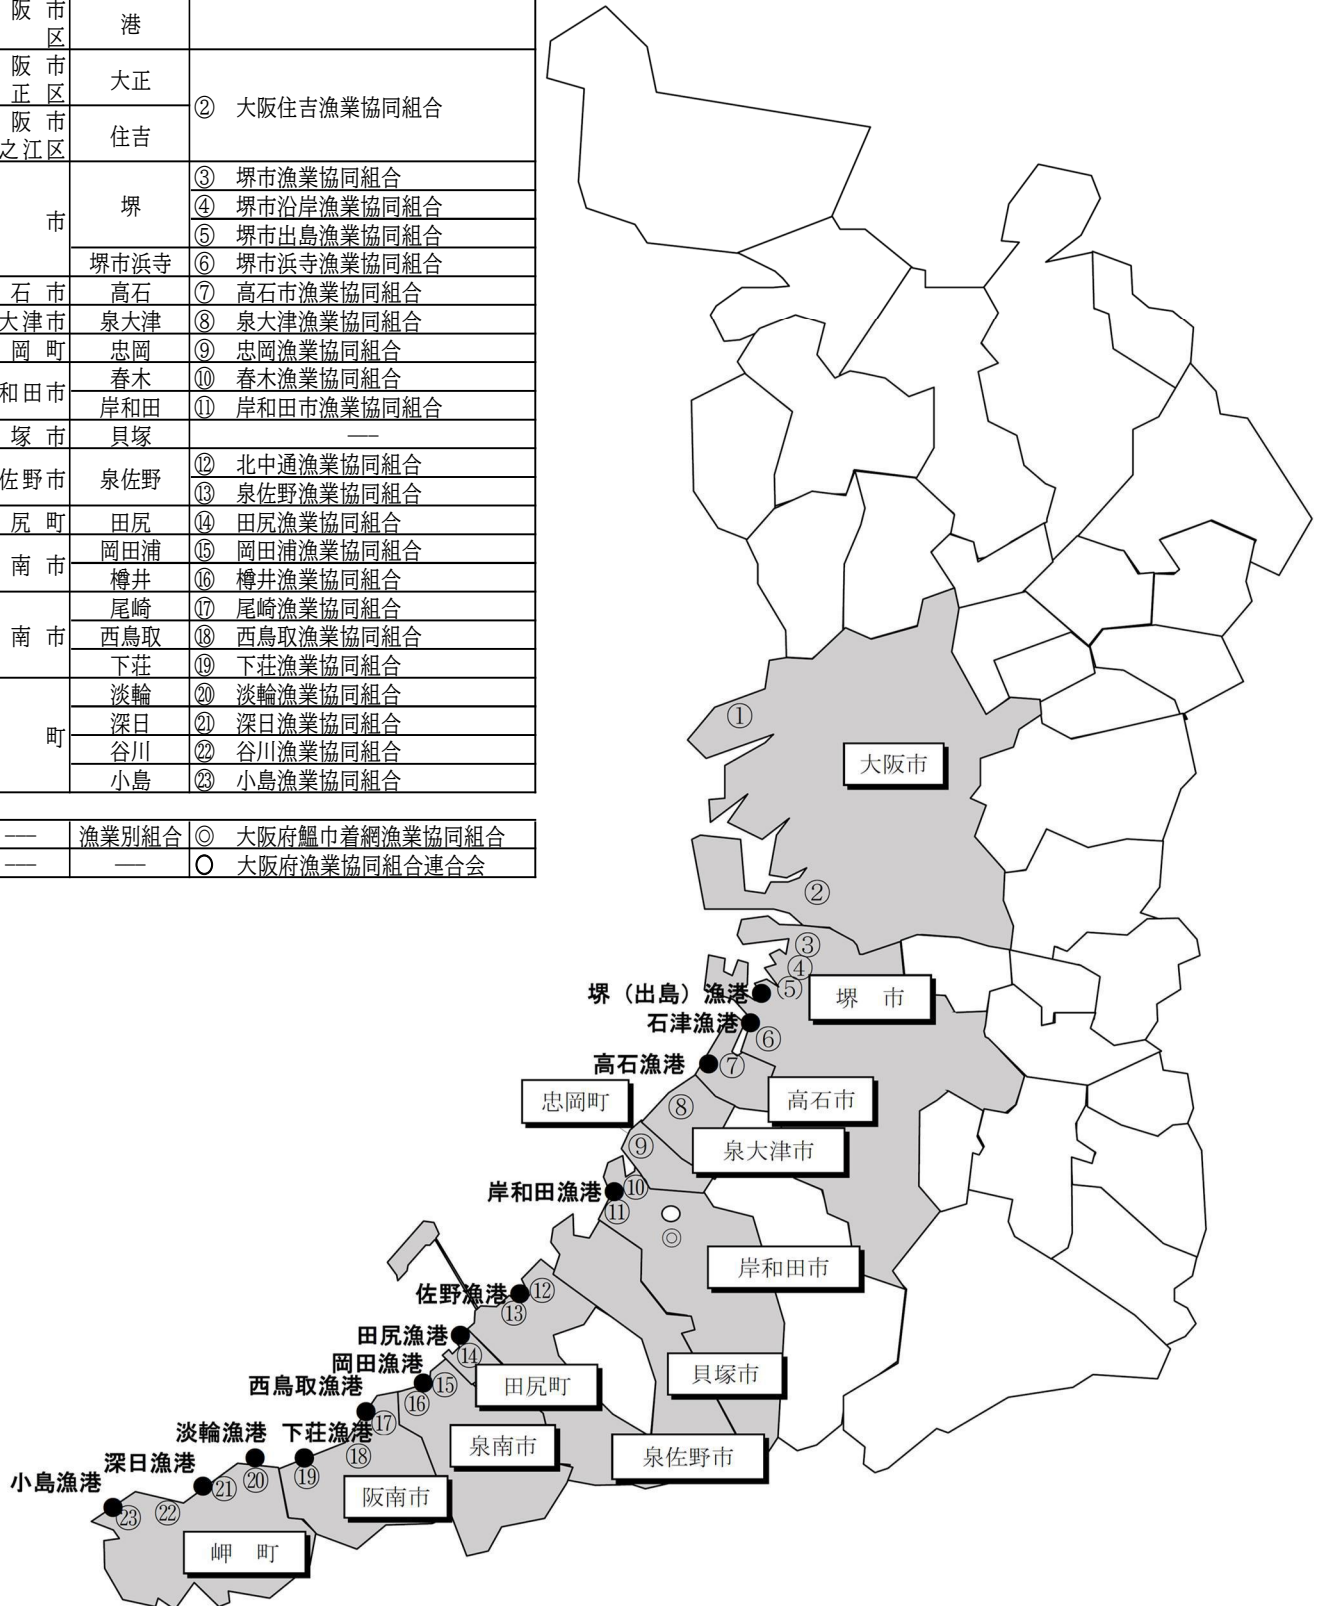 阪 市 港
区
阪 市
正 区 大正
② 大阪住吉漁業協同組合
阪 市
之江区 住吉
市 堺 ③ 堺市漁業協同組合
④ 堺市沿岸漁業協同組合
⑤ 堺市出島漁業協同組合
堺市浜寺 ⑥ 堺市浜寺漁業協同組合
石 市 高石 ⑦ 高石市漁業協同組合
大津市 泉大津 ⑧ 泉大津漁業協同組合
岡 町 忠岡 ⑨ 忠岡漁業協同組合
和田市 春木 ⑩ 春木漁業協同組合
岸和田 ⑪ 岸和田市漁業協同組合
塚 市 貝塚 ―――
佐野市 泉佐野 ⑫ 北中通漁業協同組合
⑬ 泉佐野漁業協同組合
尻 町 田尻 ⑭ 田尻漁業協同組合
南 市 岡田浦 ⑮ 岡田浦漁業協同組合
樽井 ⑯ 樽井漁業協同組合
南 市 尾崎 ⑰ 尾崎漁業協同組合
西鳥取 ⑱ 西鳥取漁業協同組合
下荘 ⑲ 下荘漁業協同組合
町 淡輪 ⑳ 淡輪漁業協同組合
深日 ㉑ 深日漁業協同組合
谷川 ㉒ 谷川漁業協同組合
小島 ㉓ 小島漁業協同組合
――― 漁業別組合 ◎ 大阪府鰮巾着網漁業協同組合
――― ――― ○ 大阪府漁業協同組合連合会
①
大阪市
②
③
④
⑤
堺（出島）漁港
堺 市
石津漁港
⑥
高石漁港
⑦
忠岡町
高石市
⑧
泉大津市
⑨
岸和田漁港
⑩
⑪
◎
岸和田市
佐野漁港
⑫
⑬
田尻漁港
⑭
岡田漁港
⑮
田尻町
貝塚市
西鳥取漁港
⑯
⑰
淡輪漁港
下荘漁港
⑱
泉南市
泉佐野市
深日漁港
⑲
⑳
小島漁港
㉑
阪南市
㉒
㉓
岬 町